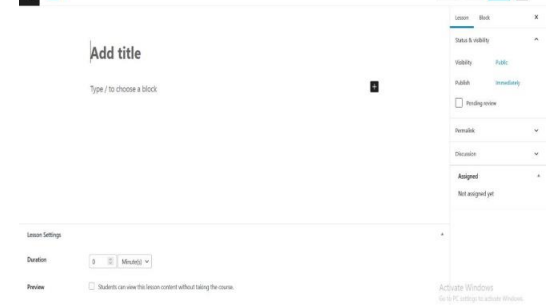 Lesson Block X
Status & visibility
Add title
Visibility Public
Type / to choose a block +
Publish Immediately
Pending review
Permalink
Discussion
Assigned
Not assigned yet
Lesson Settings
Duration 0 Minute(s)
Preview Students can view this lesson content without taking the course.
Activate Windows
Go to PC settings to activate Windows.